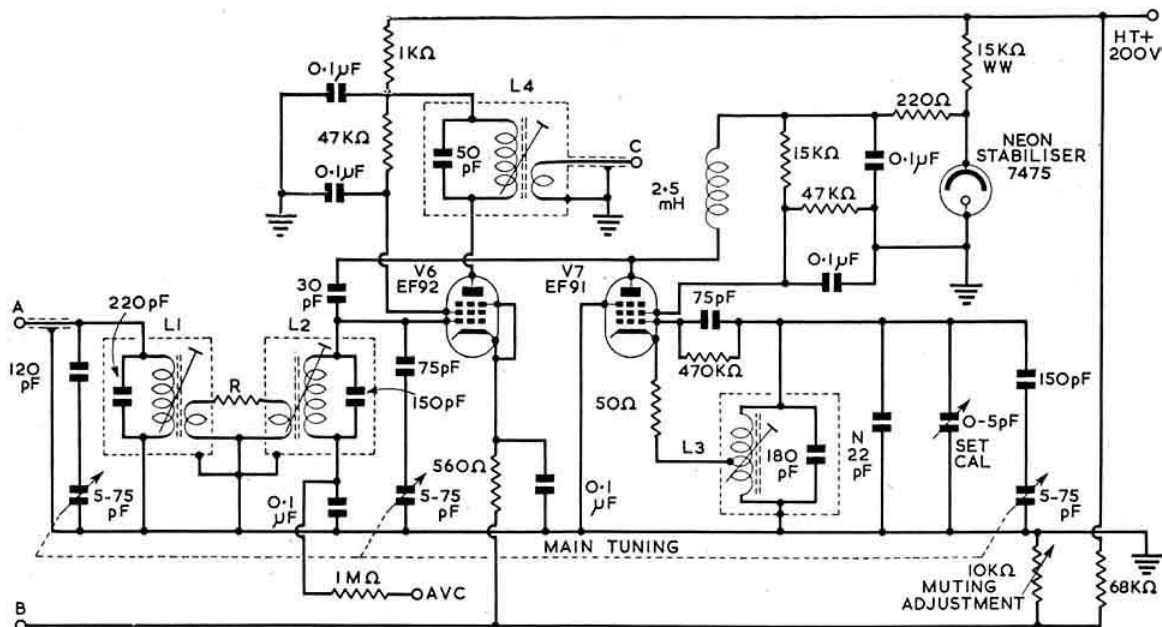 1KΩ
HT+
200V
15KΩ
WW
0·1μF
L4
220Ω
47KΩ
50
pF
C
15KΩ
0·1μF
NEON
STABILISER
7475
0·1μF
2·5
mH
47KΩ
V6
EF92
V7
EF91
0·1μF
A
220pF
30
pF
75pF
L1
L2
120
pF
R
75pF
470KΩ
150pF
150pF
50Ω
L3
180
pF
N
22
pF
0-5pF
SET
CAL
560Ω
5-75
pF
0·1
μF
5-75
pF
0·1
μF
5-75
pF
MAIN TUNING
1MΩ
AVC
10KΩ
MUTING
ADJUSTMENT
68KΩ
B